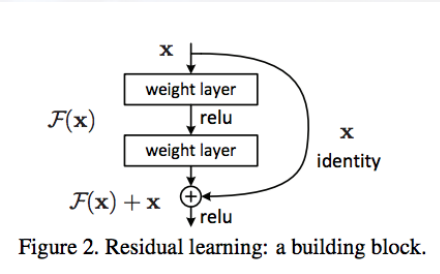 x
weight layer
F(x)
relu
x
weight layer
identity
F(x) + x
relu
Figure 2. Residual learning: a building block.